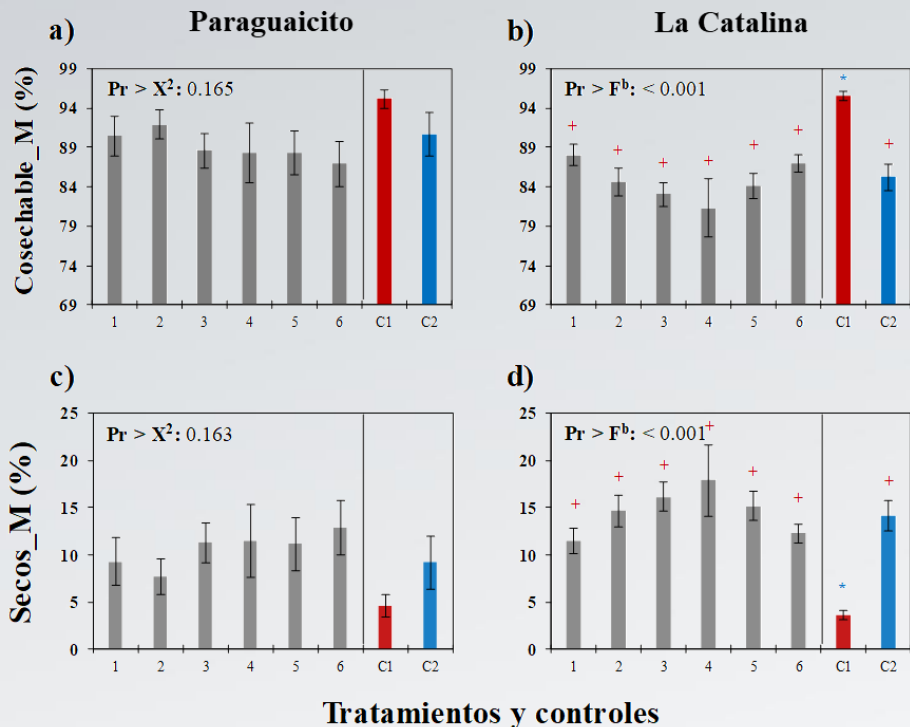 Paraguaicito
La Catalina
a)
b)
Cosechable_M (%)
99
94
89
84
79
74
69
Pr > X²: 0.165
1 2 3 4 5 6 C1 C2
99
94
89
84
79
74
69
Pr > Fᵇ: < 0.001
+ + + + + + * +
1 2 3 4 5 6 C1 C2
c)
d)
Secos_M (%)
25
20
15
10
5
0
Pr > X²: 0.163
1 2 3 4 5 6 C1 C2
25
20
15
10
5
0
Pr > Fᵇ: < 0.001
+ + + + + + * +
1 2 3 4 5 6 C1 C2
Tratamientos y controles